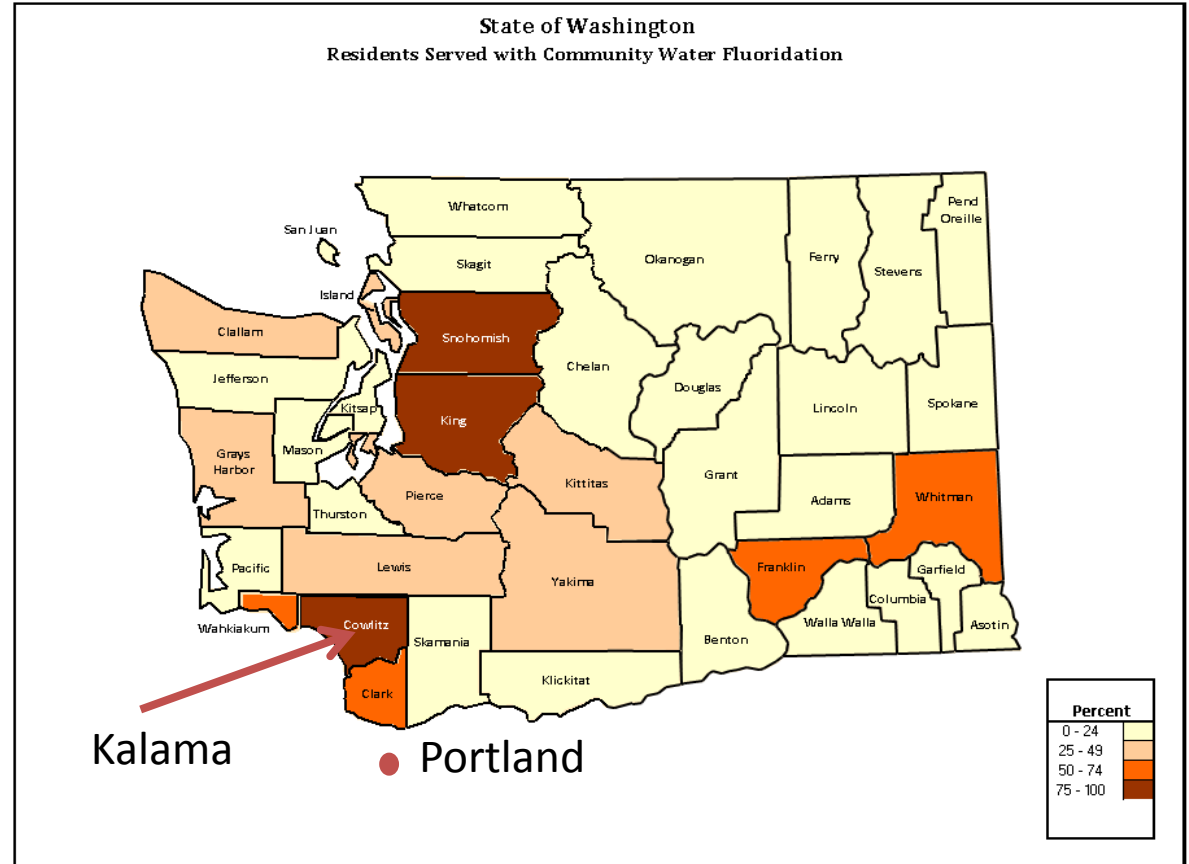 State of Washington
Residents Served with Community Water Fluoridation
Whatcom
Pend
Oreille
San Juan
Skagit
Okanogan
Ferry
Stevens
Island
Clallam
Snohomish
Chelan
Jefferson
Douglas
Kitsap
King
Lincoln
Spokane
Mason
Grays
Harbor
Grant
Kittitas
Pierce
Adams
Whitman
Thurston
Pacific
Lewis
Yakima
Franklin
Garfield
Columbia
Wahkiakum
Cowlitz
Skamania
Benton
Walla Walla
Asotin
Clark
Klickitat
Kalama
Portland
Percent
0 - 24
25 - 49
50 - 74
75 - 100